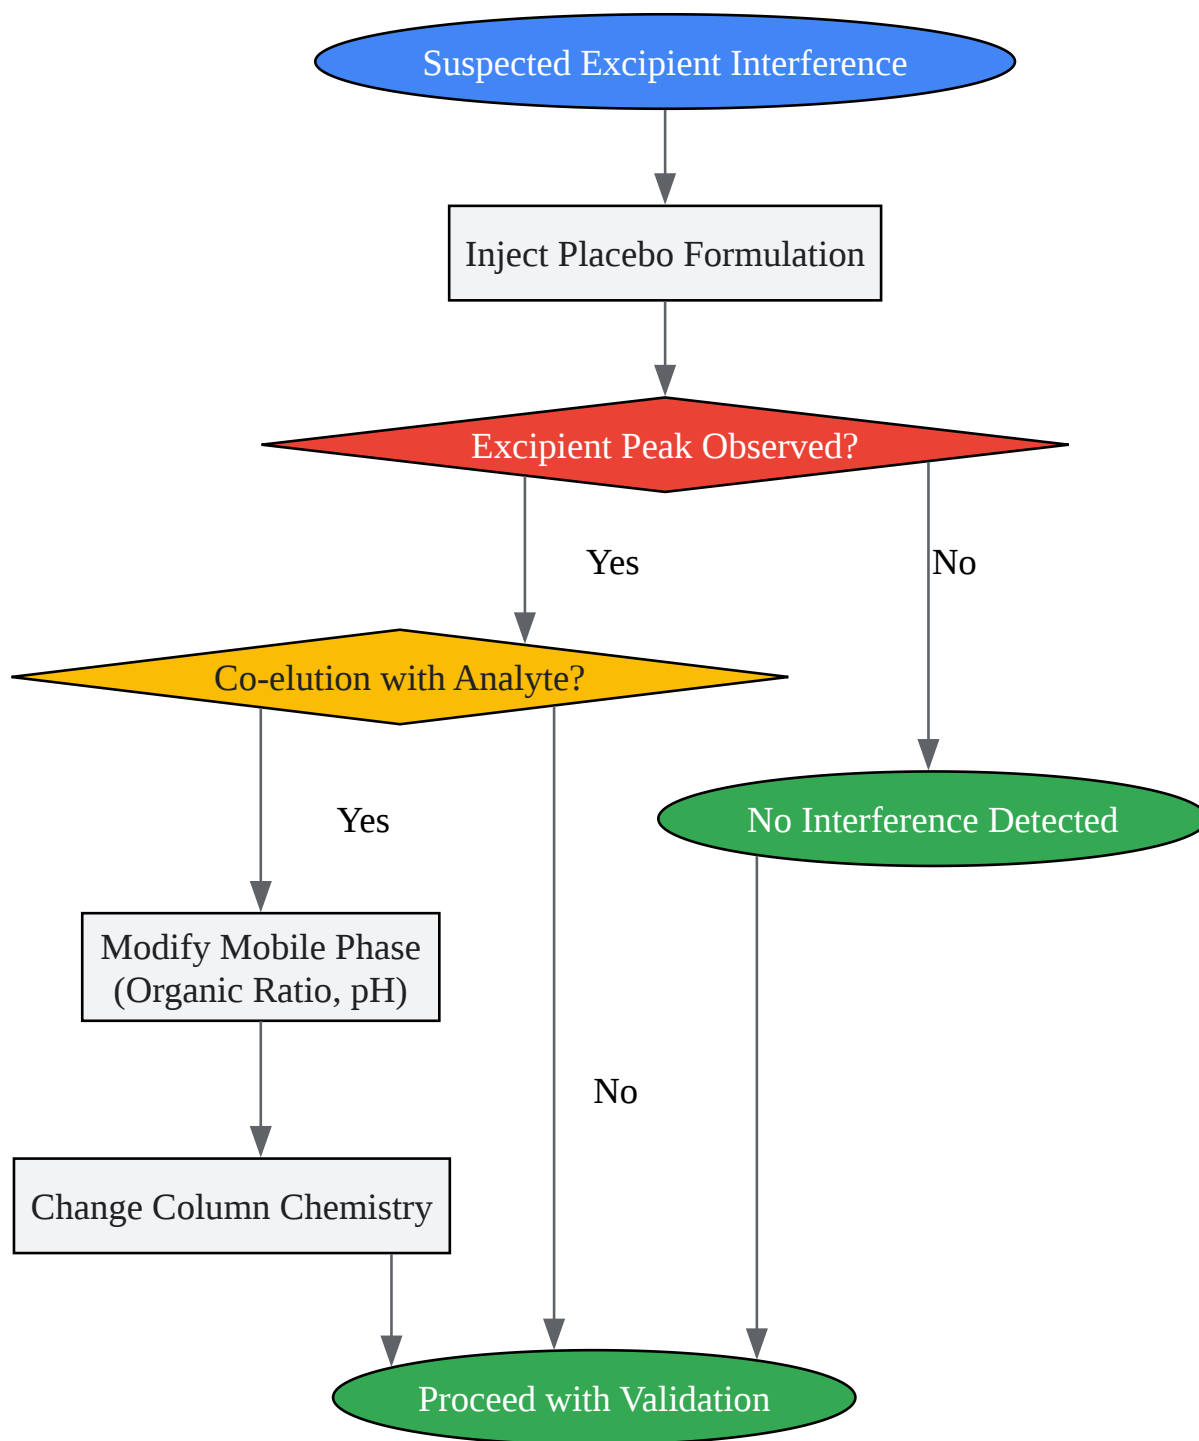 Suspected Excipient Interference
Inject Placebo Formulation
Excipient Peak Observed?
Yes
No
Co-elution with Analyte?
Yes
No Interference Detected
Modify Mobile Phase
(Organic Ratio, pH)
No
Change Column Chemistry
Proceed with Validation